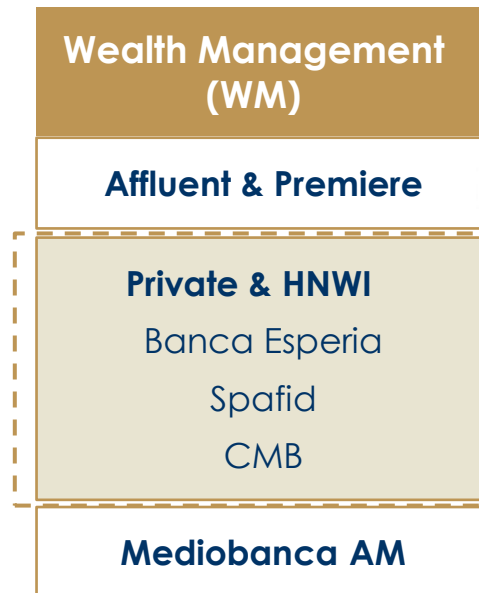 Wealth Management
(WM)
Affluent & Premiere
Private & HNWI
Banca Esperia
Spafid
CMB
Mediobanca AM